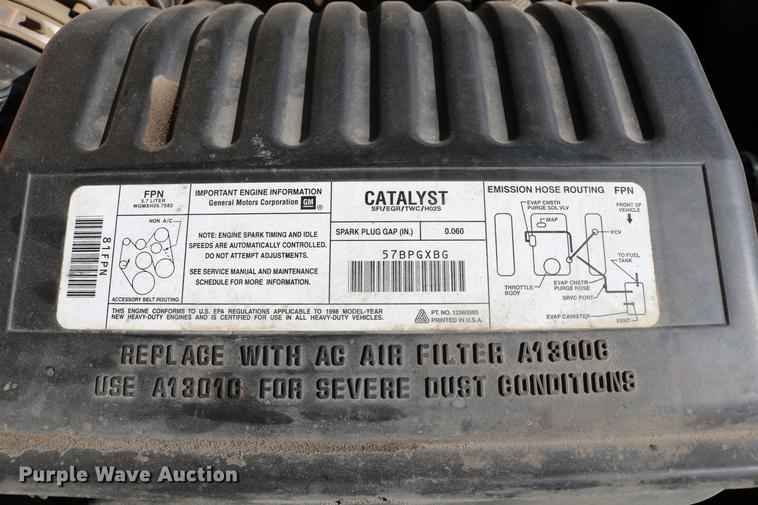 FPN
5.7 LITER
WGMXH05.7582
NON A/C
81FPN
ACCESSORY BELT ROUTING
IMPORTANT ENGINE INFORMATION
General Motors Corporation GM
NOTE: ENGINE SPARK TIMING AND IDLE
SPEEDS ARE AUTOMATICALLY CONTROLLED.
DO NOT ATTEMPT ADJUSTMENTS.
SEE SERVICE MANUAL AND MAINTENANCE
SCHEDULE FOR MORE INFORMATION.
CATALYST
SFI/EGR/TWC/HO2S
SPARK PLUG GAP (IN.) 0.060
57BPGXBG
EMISSION HOSE ROUTING FPN
EVAP CNSTR
PURGE SOL VLV
MAP
FRONT OF
VEHICLE
PCV
TO FUEL
TANK
THROTTLE
BODY
EVAP CNSTR
PURGE HOSE
SRVC PORT
EVAP CANISTER
VENT
THIS ENGINE CONFORMS TO U.S. EPA REGULATIONS APPLICABLE TO 1998 MODEL-YEAR
NEW HEAVY-DUTY ENGINES AND IS CERTIFIED FOR USE IN ALL HEAVY-DUTY VEHICLES.
PT. NO. 12560593
PRINTED IN U.S.A.
REPLACE WITH AC AIR FILTER A1300C
USE A1301C FOR SEVERE DUST CONDITIONS
Purple Wave Auction